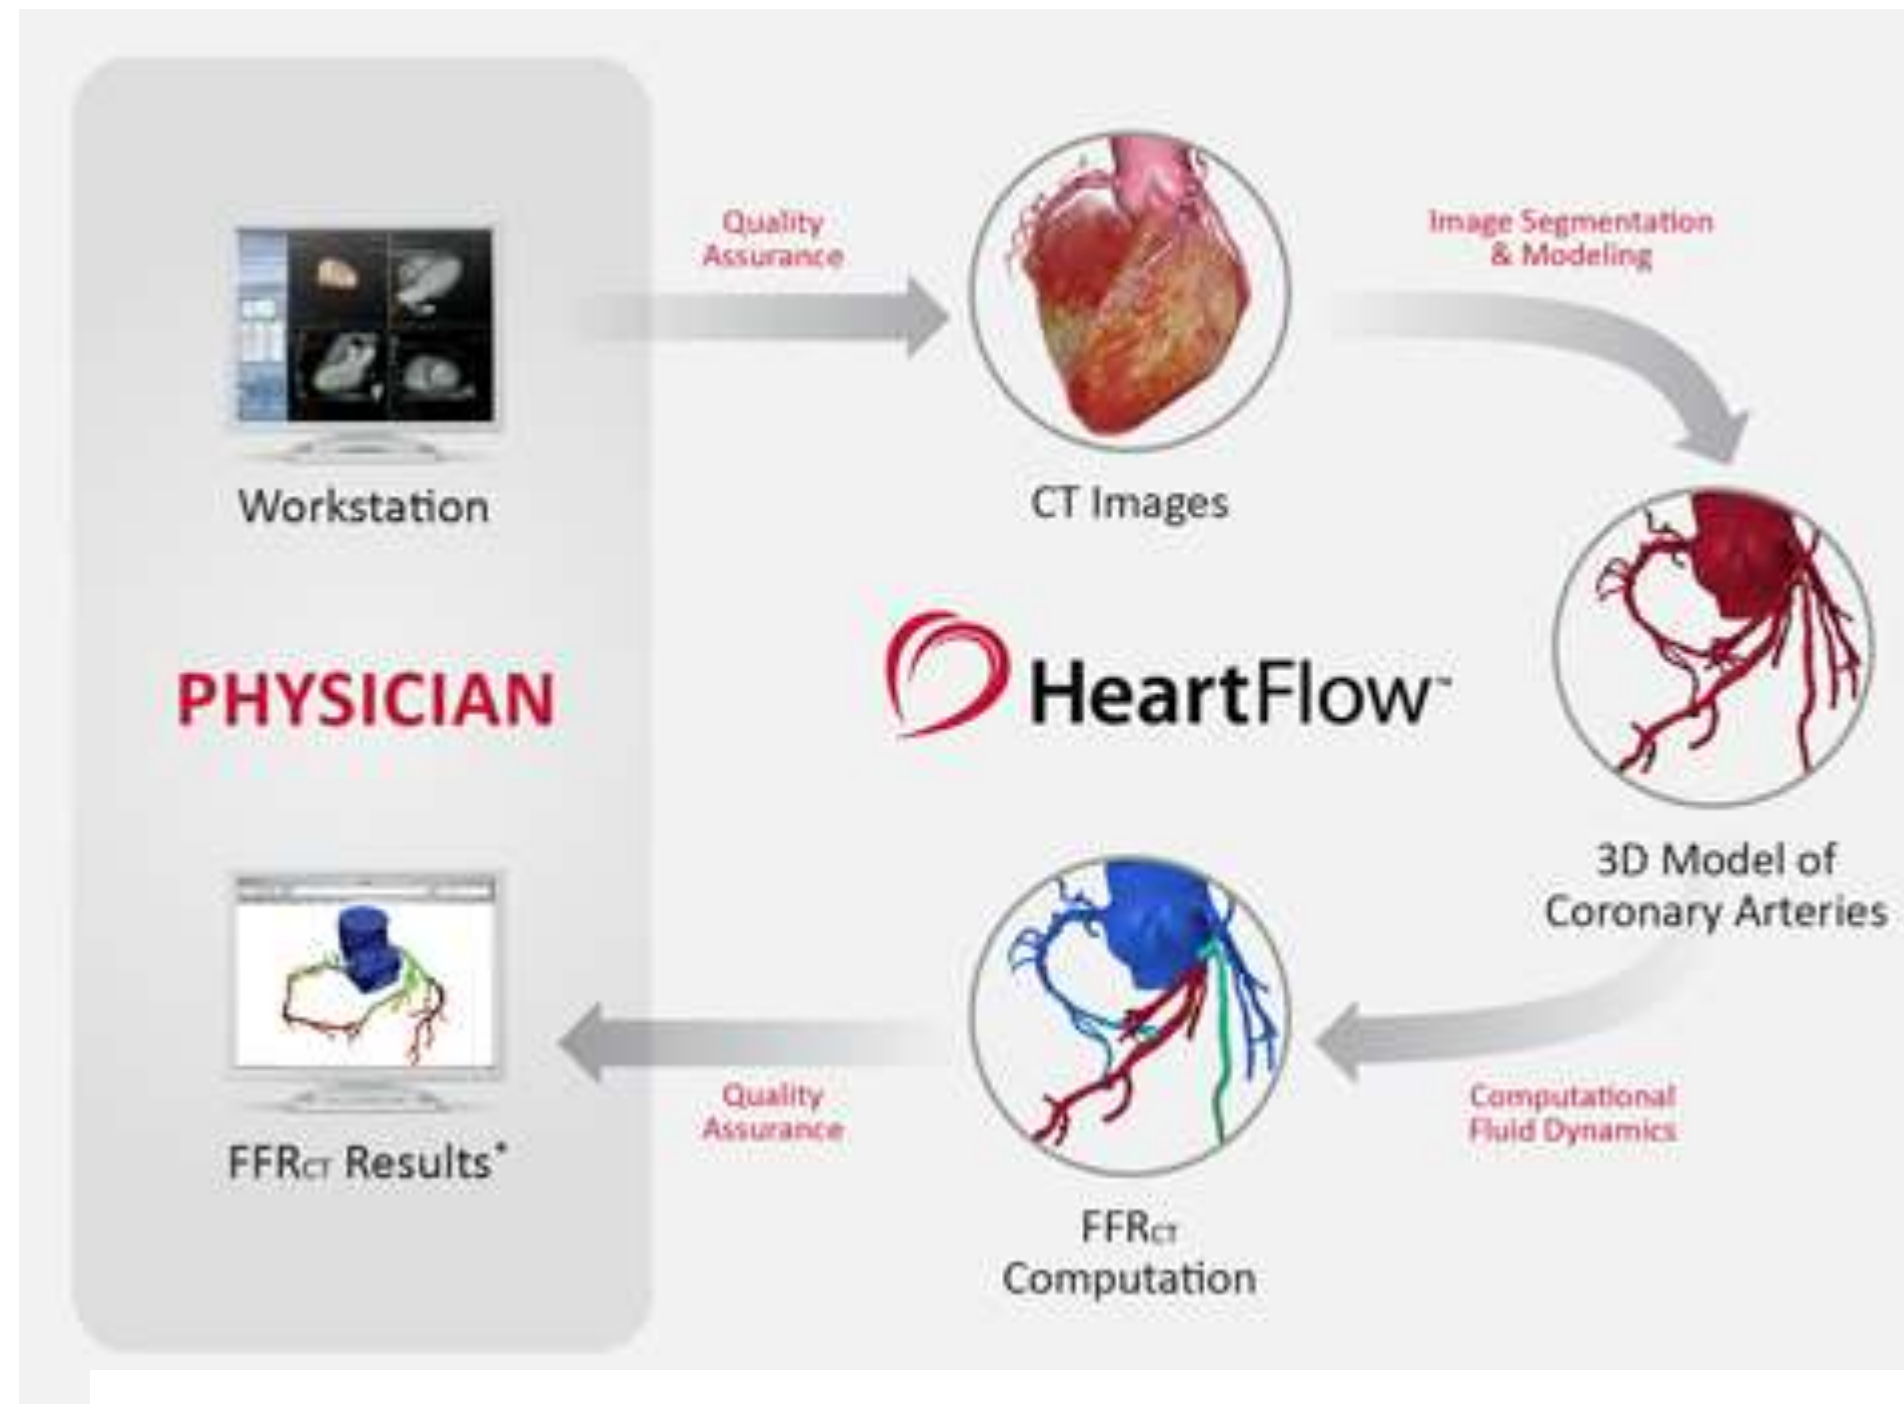 Quality
Assurance
Image Segmentation
& Modeling
Workstation
CT Images
PHYSICIAN
HeartFlow™
3D Model of
Coronary Arteries
Quality
Assurance
Computational
Fluid Dynamics
FFRCT Results*
FFRCT
Computation